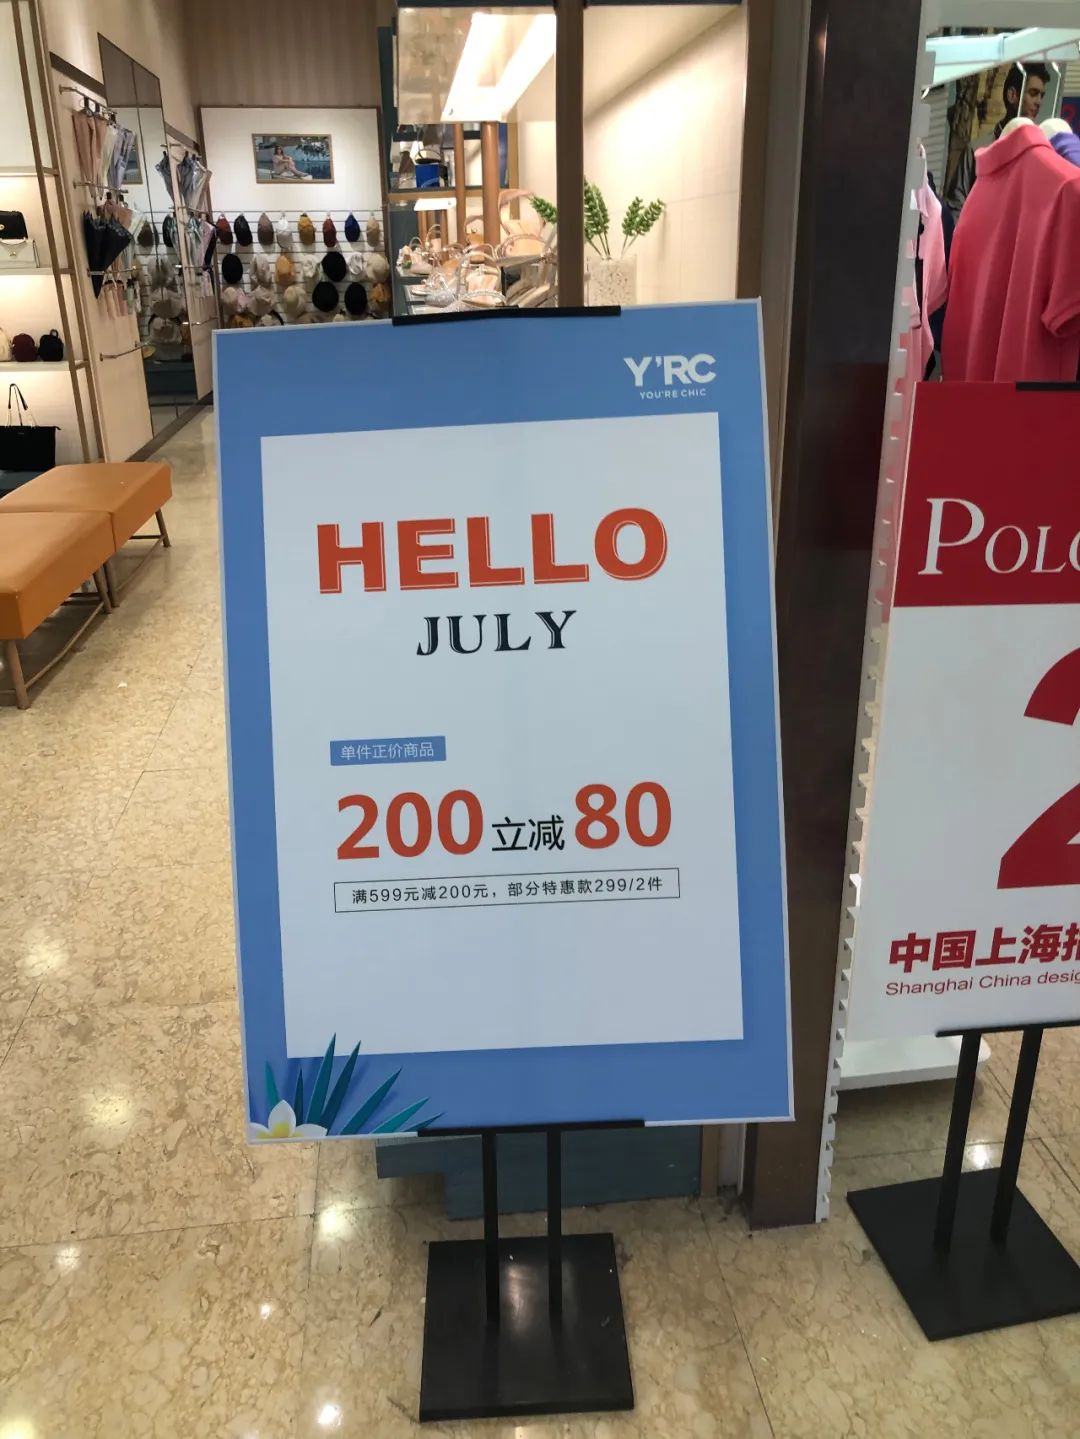 Y'RC
YOU'RE CHIC
HELLO
JULY
单件正价商品
200立减80
满599元减200元，部分特惠款299/2件
POLO
2
中国上海
Shanghai China